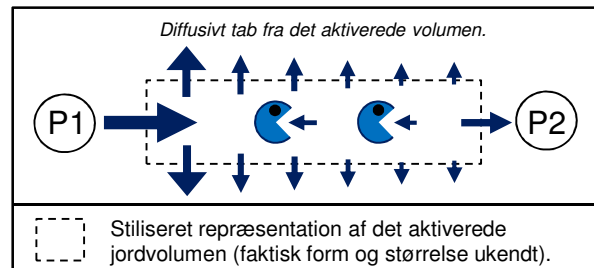 Diffusivt tab fra det aktiverede volumen.
P1
P2
Stiliseret repræsentation af det aktiverede
jordvolumen (faktisk form og størrelse ukendt).